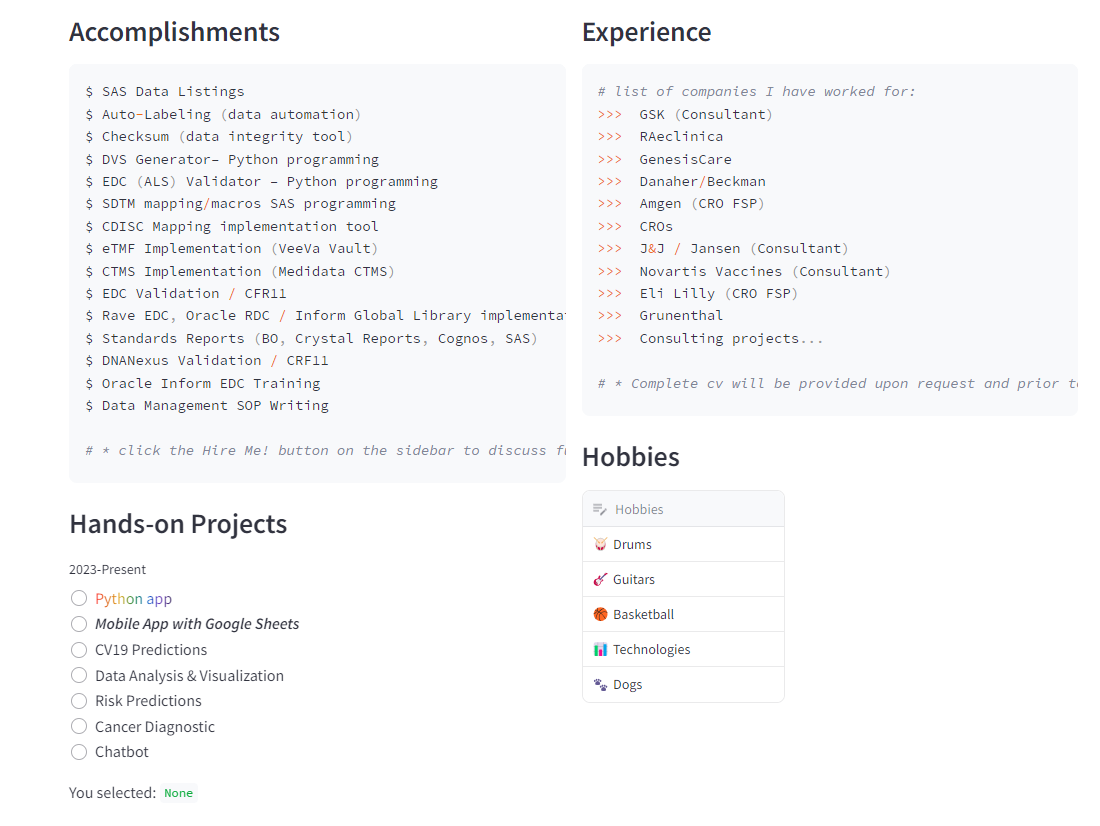 Accomplishments
$ SAS Data Listings
$ Auto-Labeling (data automation)
$ Checksum (data integrity tool)
$ DVS Generator– Python programming
$ EDC (ALS) Validator – Python programming
$ SDTM mapping/macros SAS programming
$ CDISC Mapping implementation tool
$ eTMF Implementation (VeeVa Vault)
$ CTMS Implementation (Medidata CTMS)
$ EDC Validation / CFR11
$ Rave EDC, Oracle RDC / Inform Global Library
$ Standards Reports (BO, Crystal Reports, Cognos, SAS)
$ DNANexus Validation / CRF11
$ Oracle Inform EDC Training
$ Data Management SOP Writing
# * click the Hire Me! button on the sidebar to discuss
Hands-on Projects
2023-Present
Python app
Mobile App with Google Sheets
CV19 Predictions
Data Analysis & Visualization
Risk Predictions
Cancer Diagnostic
Chatbot
You selected: None
Experience
# list of companies I have worked for:
>>> GSK (Consultant)
>>> RAeclinica
>>> GenesisCare
>>> Danaher/Beckman
>>> Amgen (CRO FSP)
>>> CROs
>>> J&J / Jansen (Consultant)
>>> Novartis Vaccines (Consultant)
>>> Eli Lilly (CRO FSP)
>>> Grunenthal
>>> Consulting projects...
# * Complete cv will be provided upon request and prior
Hobbies
Hobbies
Drums
Guitars
Basketball
Technologies
Dogs